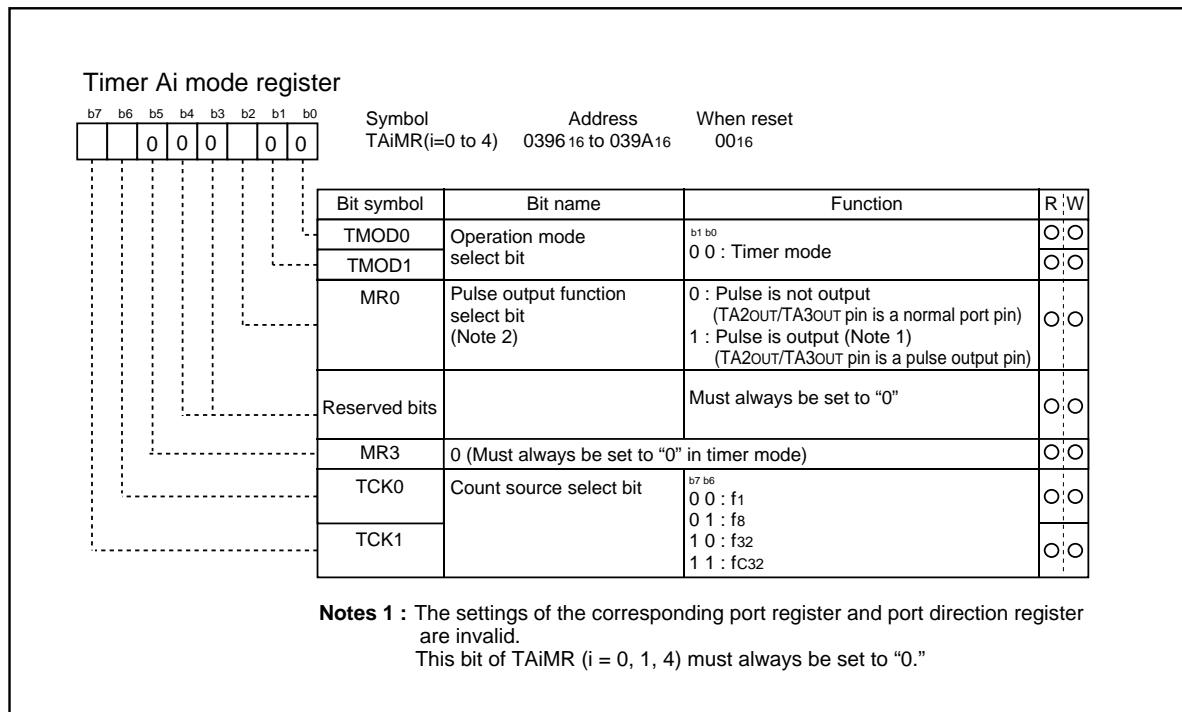 Timer Ai mode register
b7 b6 b5 b4 b3 b2 b1 b0
0 0 0 0 0
Symbol Address When reset
TAiMR(i=0 to 4) 039616 to 039A16 0016
Bit symbol Bit name Function R W
TMOD0 Operation mode select bit b1 b0
0 0 : Timer mode
TMOD1
MR0 Pulse output function select bit (Note 2) 0 : Pulse is not output
(TA2OUT/TA3OUT pin is a normal port pin)
1 : Pulse is output (Note 1)
(TA2OUT/TA3OUT pin is a pulse output pin)
Reserved bits Must always be set to “0”
MR3 0 (Must always be set to “0” in timer mode)
TCK0 Count source select bit b7 b6
0 0 : f1
0 1 : f8
TCK1 1 0 : f32
1 1 : fC32
Notes 1 : The settings of the corresponding port register and port direction register
are invalid.
This bit of TAiMR (i = 0, 1, 4) must always be set to “0.”